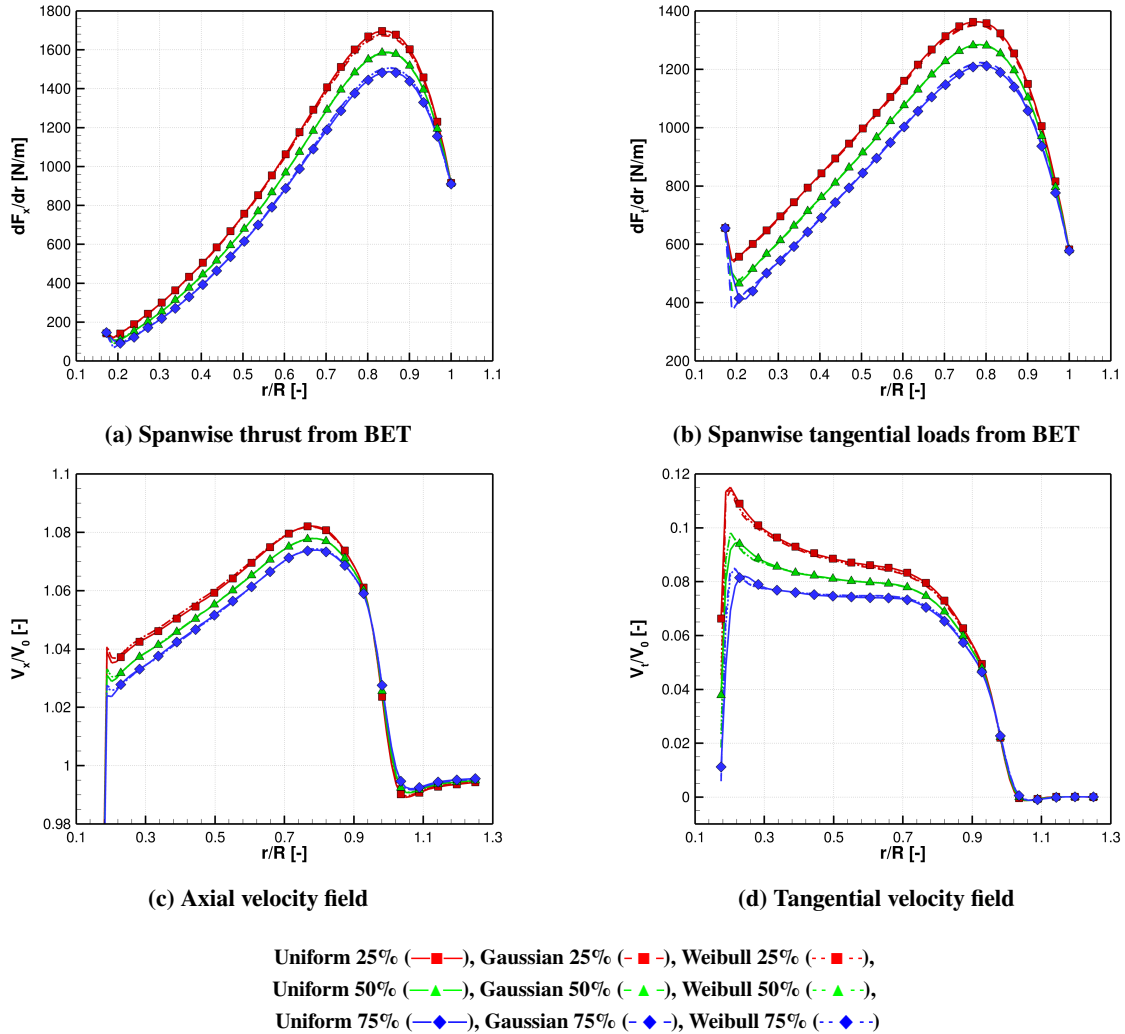 dFx/dr [N/m]
1800
1600
1400
1200
1000
800
600
400
200
0
0.1 0.2 0.3 0.4 0.5 0.6 0.7 0.8 0.9 1 1.1
r/R [-]
(a) Spanwise thrust from BET
dFt/dr [N/m]
1400
1200
1000
800
600
400
200
0.1 0.2 0.3 0.4 0.5 0.6 0.7 0.8 0.9 1 1.1
r/R [-]
(b) Spanwise tangential loads from BET
Vx/V0 [-]
1.1
1.08
1.06
1.04
1.02
1
0.98
0.1 0.3 0.5 0.7 0.9 1.1 1.3
r/R [-]
(c) Axial velocity field
Vt/V0 [-]
0.12
0.1
0.08
0.06
0.04
0.02
0
0.1 0.3 0.5 0.7 0.9 1.1 1.3
r/R [-]
(d) Tangential velocity field
Uniform 25% ( ), Gaussian 25% ( ), Weibull 25% ( ),
Uniform 50% ( ), Gaussian 50% ( ), Weibull 50% ( ),
Uniform 75% ( ), Gaussian 75% ( ), Weibull 75% ( )